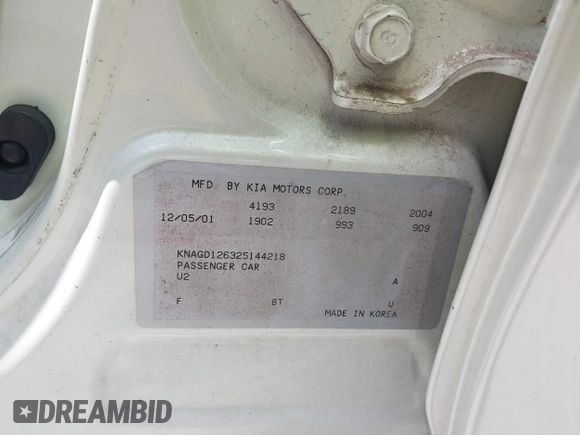 MFD. BY KIA MOTORS CORP.
4193 2189 2004
12/05/01 1902 993 909
KNAGD126325144218
PASSENGER CAR
U2 A
F BT U
MADE IN KOREA
DREAMBID